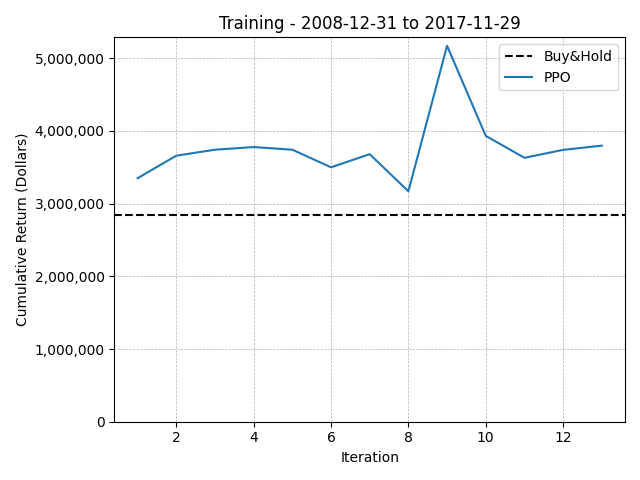 Training - 2008-12-31 to 2017-11-29
Cumulative Return (Dollars)
5,000,000
4,000,000
3,000,000
2,000,000
1,000,000
0
Buy&Hold
PPO
2 4 6 8 10 12
Iteration